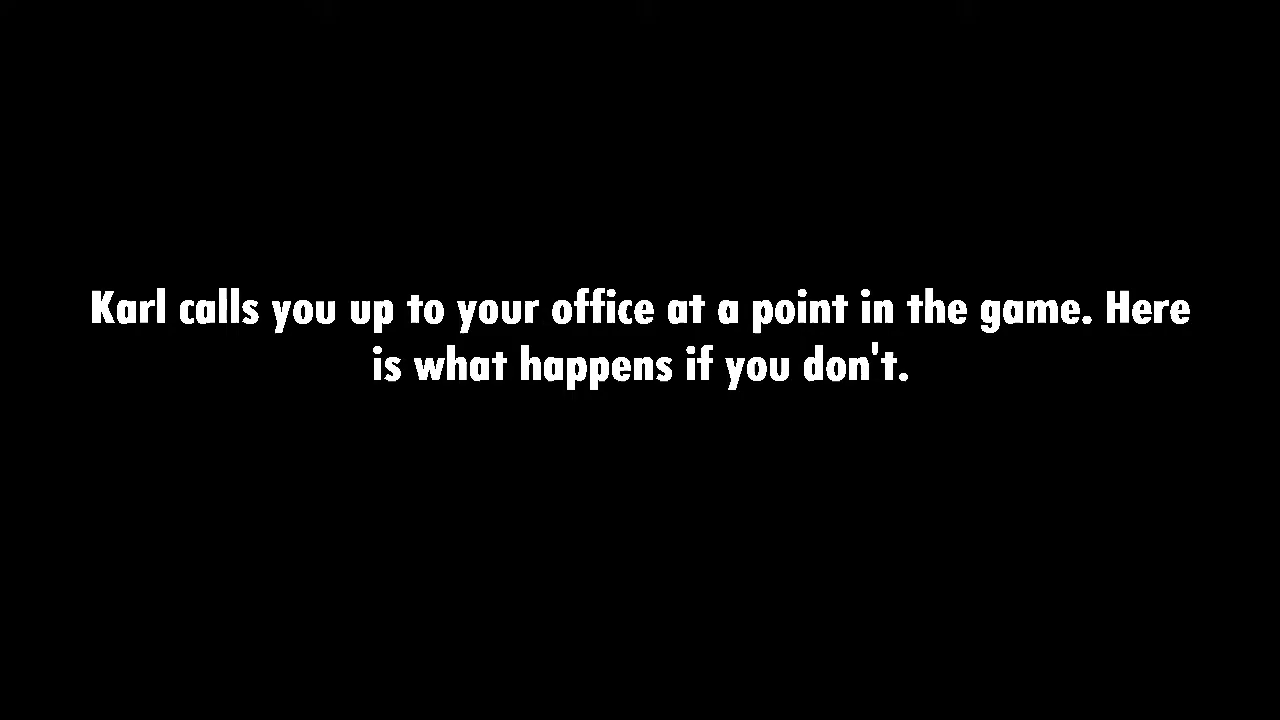 Karl calls you up to your office at a point in the game. Here
is what happens if you don't.